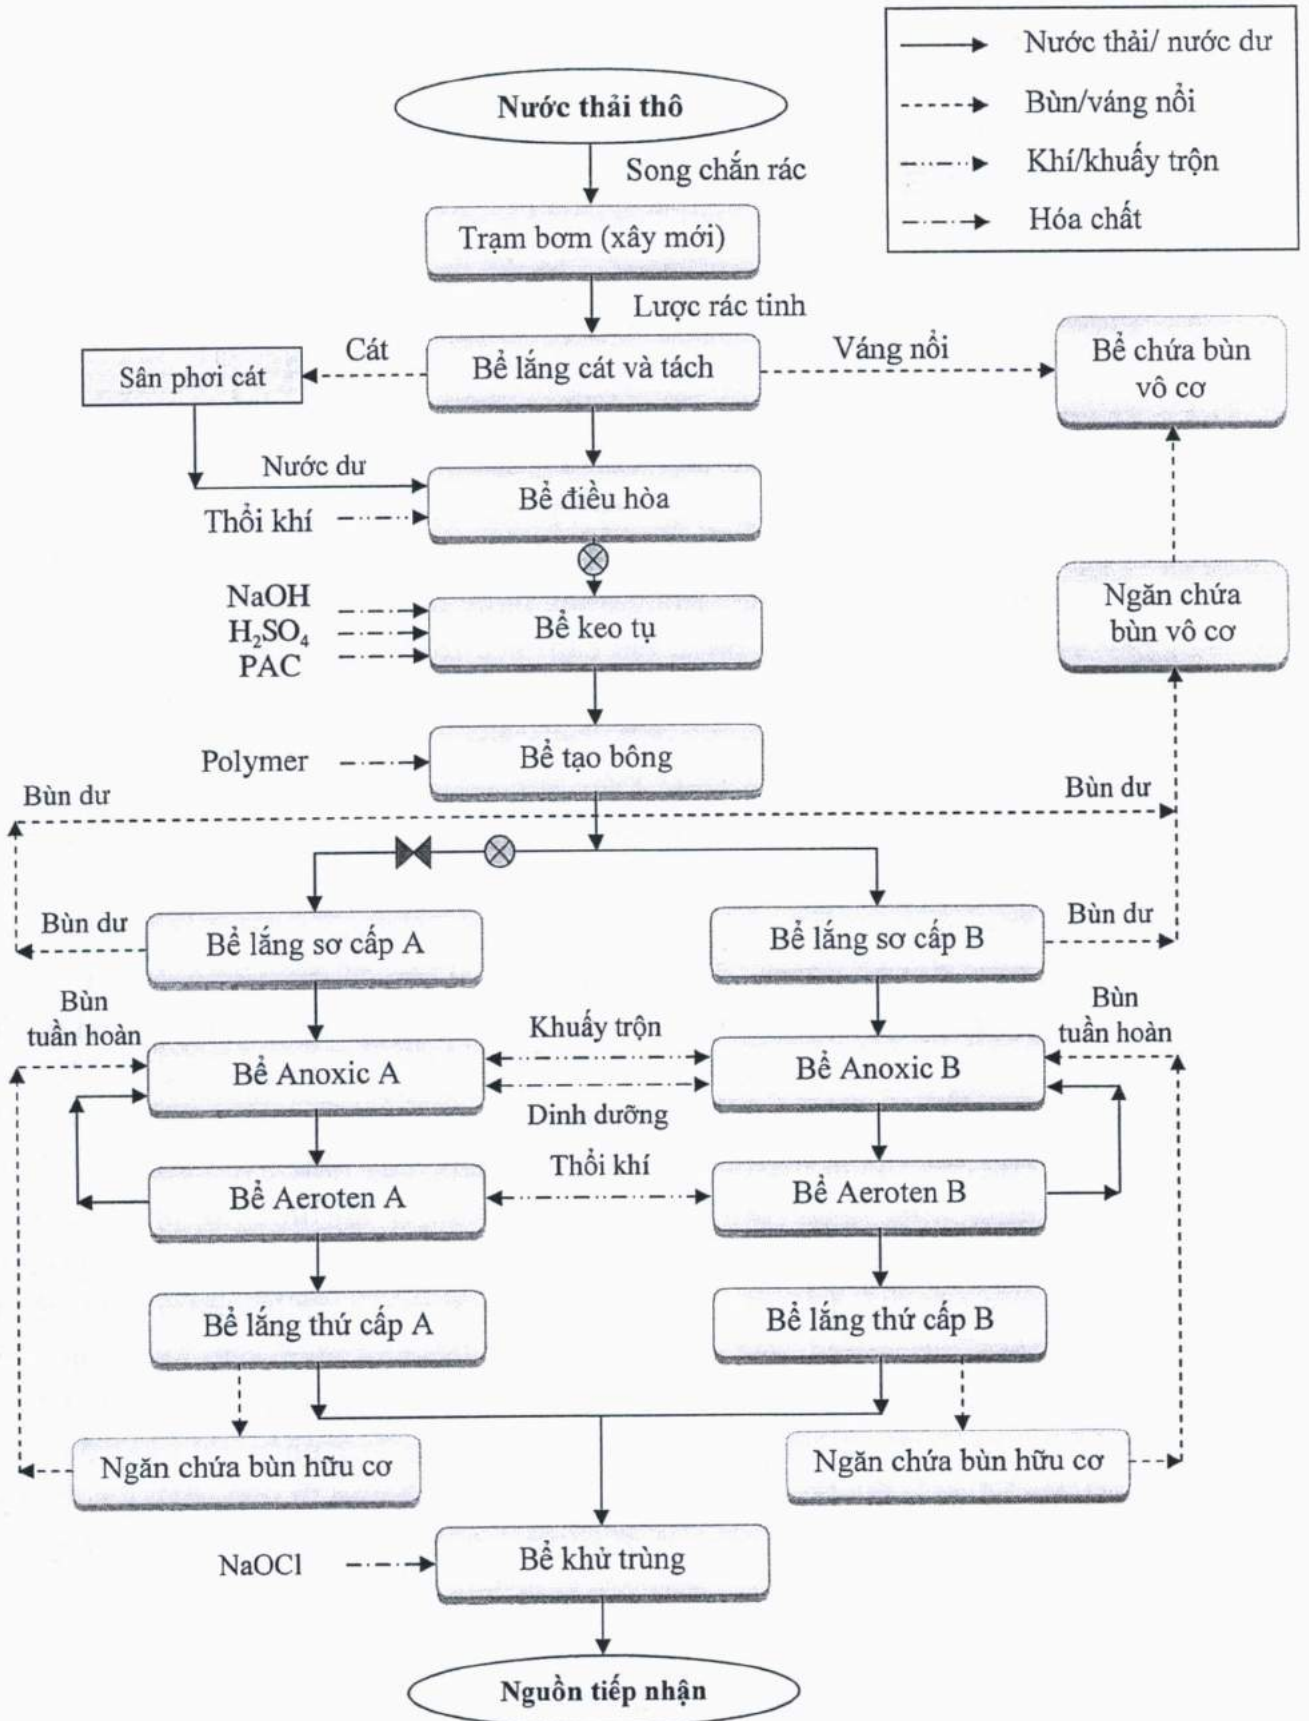 Nước thải/ nước dư
Bùn/váng nổi
Khí/khuấy trộn
Hóa chất
Nước thải thô
Song chắn rác
Trạm bơm (xây mới)
Lược rác tinh
Cát
Váng nổi
Sân phơi cát
Bể lắng cát và tách
Bể chứa bùn
vô cơ
Nước dư
Bể điều hòa
Thổi khí
NaOH
H₂SO₄
PAC
Bể keo tụ
Ngăn chứa
bùn vô cơ
Polymer
Bể tạo bông
Bùn dư
Bùn dư
Bùn dư
Bể lắng sơ cấp A
Bể lắng sơ cấp B
Bùn dư
Bùn
tuần hoàn
Khuấy trộn
Bùn
tuần hoàn
Bể Anoxic A
Bể Anoxic B
Dinh dưỡng
Thổi khí
Bể Aeroten A
Bể Aeroten B
Bể lắng thứ cấp A
Bể lắng thứ cấp B
Ngăn chứa bùn hữu cơ
Ngăn chứa bùn hữu cơ
NaOCl
Bể khử trùng
Nguồn tiếp nhận